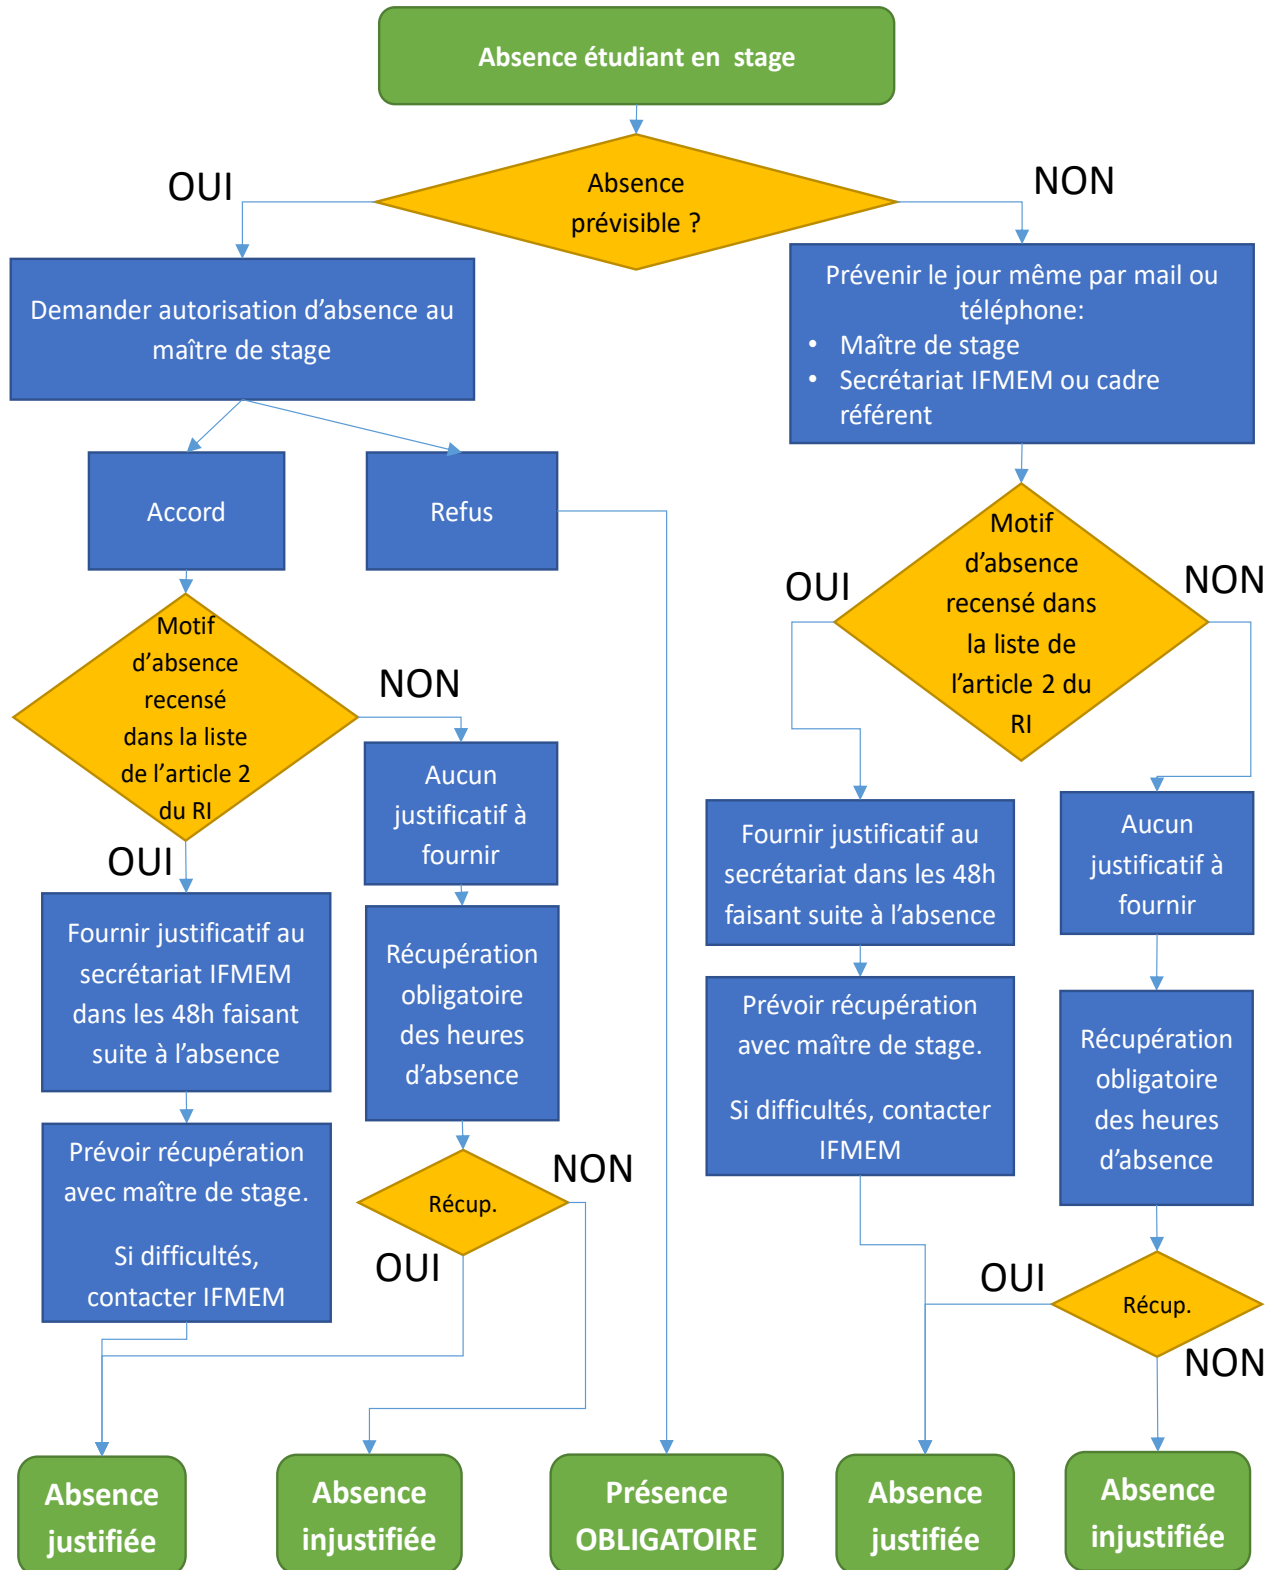 Absence étudiant en stage
Absence
prévisible ?
OUI
NON
Demander autorisation d’absence au
maître de stage
Prévenir le jour même par mail ou
téléphone:
• Maître de stage
• Secrétariat IFMEM ou cadre
référent
Accord
Refus
Motif
d’absence
recensé
dans la liste
de l’article 2
du RI
NON
OUI
Aucun
justificatif à
fournir
Fournir justificatif au
secrétariat IFMEM
dans les 48h faisant
suite à l’absence
Récupération
obligatoire
des heures
d’absence
Prévoir récupération
avec maître de stage.
Si difficultés,
contacter IFMEM
Récup.
NON
OUI
Motif
d’absence
recensé dans
la liste de
l’article 2 du
RI
OUI
NON
Fournir justificatif au
secrétariat dans les 48h
faisant suite à l’absence
Aucun
justificatif à
fournir
Prévoir récupération
avec maître de stage.
Si difficultés, contacter
IFMEM
Récupération
obligatoire
des heures
d’absence
Récup.
OUI
NON
Absence
justifiée
Absence
injustifiée
Présence
OBLIGATOIRE
Absence
justifiée
Absence
injustifiée